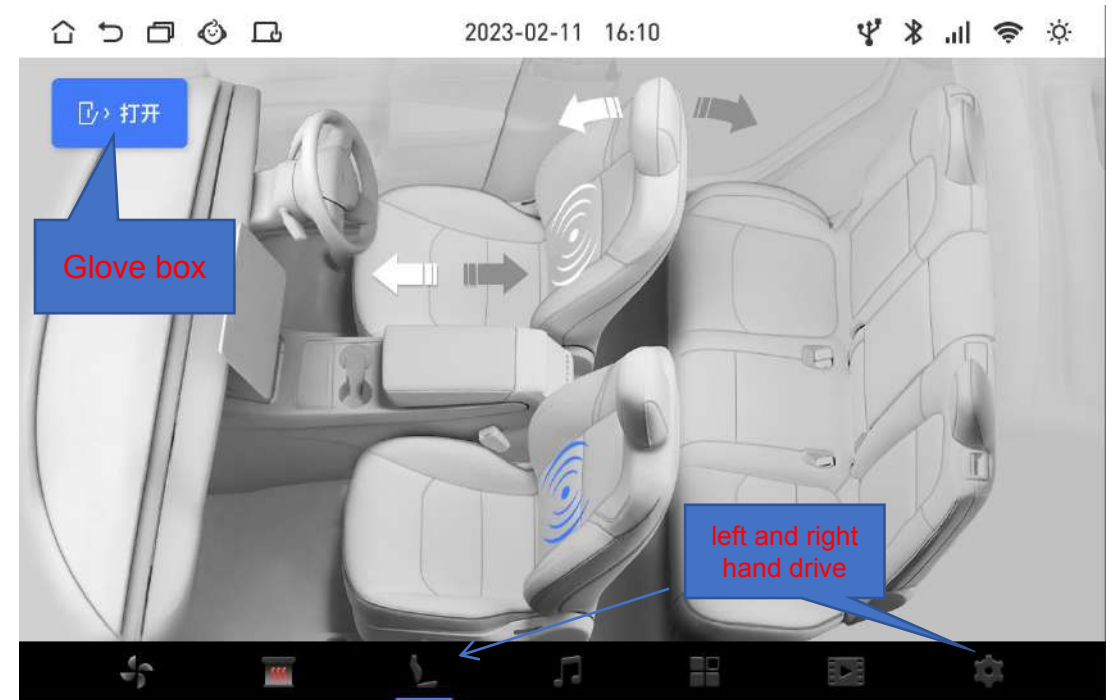 2023-02-11 16:10
打开
Glove box
left and right
hand drive